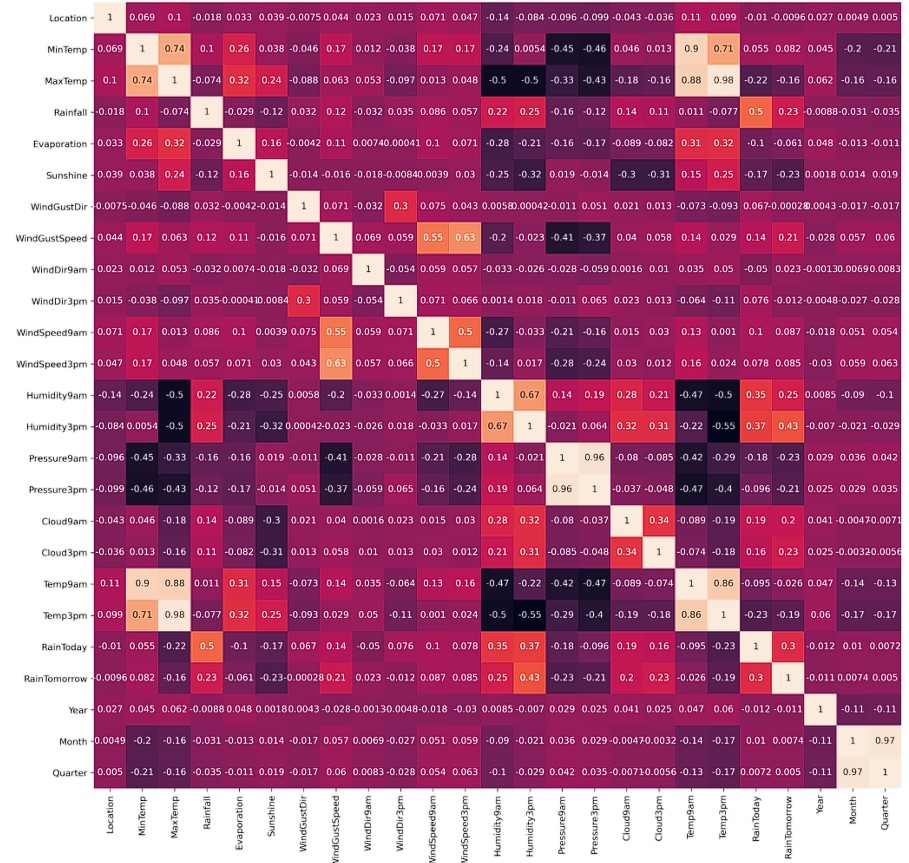 Location 1 0.069 0.1 -0.018 0.033 0.039 -0.0075 0.044 0.023 0.015 0.071 0.047 -0.14 -0.084 -0.096 -0.099 -0.043 -0.036 0.11 0.099 -0.01 -0.0096 0.027 0.0049 0.005
MinTemp 0.069 1 0.74 0.1 0.26 0.038 -0.046 0.17 0.012 -0.038 0.17 0.17 -0.24 0.0054 -0.45 -0.46 0.046 0.013 0.9 0.71 0.055 0.082 0.045 -0.2 -0.21
MaxTemp 0.1 0.74 1 -0.074 0.32 0.24 -0.088 0.063 0.053 -0.097 0.013 0.048 -0.5 -0.5 -0.33 -0.43 -0.18 -0.16 0.88 0.98 -0.22 -0.16 0.062 -0.16 -0.16
Rainfall -0.018 0.1 -0.074 1 -0.029 -0.12 0.032 0.12 -0.032 0.035 0.086 0.057 0.22 0.25 -0.16 -0.12 0.14 0.11 0.011 -0.077 0.5 0.23 -0.0088 -0.031 -0.035
Evaporation 0.033 0.26 0.32 -0.029 1 0.16 -0.0042 0.11 0.0074 0.00041 0.1 0.071 -0.28 -0.21 -0.16 -0.17 -0.089 -0.082 0.31 0.32 -0.1 -0.061 0.048 -0.013 -0.011
Sunshine 0.039 0.038 0.24 -0.12 0.16 1 -0.014 -0.016 -0.018 -0.0084 0.0039 0.03 -0.25 -0.32 0.019 -0.014 -0.3 -0.31 0.15 0.25 -0.17 -0.23 0.0018 0.014 0.019
WindGustDir -0.0075 -0.046 -0.088 0.032 -0.0042 -0.014 1 0.071 -0.032 0.3 0.075 0.043 0.0058 0.00042 -0.011 0.051 0.021 0.013 -0.073 -0.093 0.067 -0.00028 0.0043 -0.017 -0.017
WindGustSpeed 0.044 0.17 0.063 0.12 0.11 -0.016 0.071 1 0.069 0.059 0.55 0.63 -0.2 -0.023 -0.41 -0.37 0.04 0.058 0.14 0.029 0.14 0.21 -0.028 0.057 0.06
WindDir9am 0.023 0.012 0.053 -0.032 0.0074 -0.018 -0.032 0.069 1 -0.054 0.059 0.057 -0.033 -0.026 -0.028 -0.059 0.0016 0.01 0.035 0.05 -0.05 0.023 -0.0013 0.0069 0.0083
WindDir3pm 0.015 -0.038 -0.097 0.035 -0.00041 0.0084 0.3 0.059 -0.054 1 0.071 0.066 0.0014 0.018 -0.011 0.065 0.023 0.013 -0.064 -0.11 0.076 -0.012 -0.0048 -0.027 -0.028
WindSpeed9am 0.071 0.17 0.013 0.086 0.1 0.0039 0.075 0.55 0.059 0.071 1 0.5 -0.27 -0.033 -0.21 -0.16 0.015 0.03 0.13 0.001 0.1 0.087 -0.018 0.051 0.054
WindSpeed3pm 0.047 0.17 0.048 0.057 0.071 0.03 0.043 0.63 0.057 0.066 0.5 1 -0.14 0.017 -0.28 -0.24 0.03 0.012 0.16 0.024 0.078 0.085 -0.03 0.059 0.063
Humidity9am -0.14 -0.24 -0.5 0.22 -0.28 -0.25 0.0058 -0.2 -0.033 0.0014 -0.27 -0.14 1 0.67 0.14 0.19 0.28 0.21 -0.47 -0.5 0.35 0.25 0.0085 -0.09 -0.1
Humidity3pm -0.084 0.0054 -0.5 0.25 -0.21 -0.32 0.00042 -0.023 -0.026 0.018 -0.033 0.017 0.67 1 -0.021 0.064 0.32 0.31 -0.22 -0.55 0.37 0.43 -0.007 -0.021 -0.029
Pressure9am -0.096 -0.45 -0.33 -0.16 -0.16 0.019 -0.011 -0.41 -0.028 -0.011 -0.21 -0.28 0.14 -0.021 1 0.96 -0.08 -0.085 -0.42 -0.29 -0.18 -0.23 0.029 0.036 0.042
Pressure3pm -0.099 -0.46 -0.43 -0.12 -0.17 -0.014 0.051 -0.37 -0.059 0.065 -0.16 -0.24 0.19 0.064 0.96 1 -0.037 -0.048 -0.47 -0.4 -0.096 -0.21 0.025 0.029 0.035
Cloud9am -0.043 0.046 -0.18 0.14 -0.089 -0.3 0.021 0.04 0.0016 0.023 0.015 0.03 0.28 0.32 -0.08 -0.037 1 0.34 -0.089 -0.19 0.19 0.2 0.041 -0.0047 0.0071
Cloud3pm -0.036 0.013 -0.16 0.11 -0.082 -0.31 0.013 0.058 0.01 0.013 0.03 0.012 0.21 0.31 -0.085 -0.048 0.34 1 -0.074 -0.18 0.16 0.23 0.025 -0.0032 -0.0056
Temp9am 0.11 0.9 0.88 0.011 0.31 0.15 -0.073 0.14 0.035 -0.064 0.13 0.16 -0.47 -0.22 -0.42 -0.47 -0.089 -0.074 1 0.86 -0.095 -0.026 0.047 -0.14 -0.13
Temp3pm 0.099 0.71 0.98 -0.077 0.32 0.25 -0.093 0.029 0.05 -0.11 0.001 0.024 -0.5 -0.55 -0.29 -0.4 -0.19 -0.18 0.86 1 -0.23 -0.19 0.06 -0.17 -0.17
RainToday -0.01 0.055 -0.22 0.5 -0.1 -0.17 0.067 0.14 -0.05 0.076 0.1 0.078 0.35 0.37 -0.18 -0.096 0.19 0.16 -0.095 -0.23 1 0.3 -0.012 0.01 0.0072
RainTomorrow -0.0096 0.082 -0.16 0.23 -0.061 -0.23 -0.00028 0.21 0.023 -0.012 0.087 0.085 0.25 0.43 -0.23 -0.21 0.2 0.23 -0.026 -0.19 0.3 1 -0.011 0.0074 0.005
Year 0.027 0.045 0.062 -0.0088 0.048 0.0018 0.0043 -0.028 -0.0013 -0.0048 -0.018 -0.03 0.0085 -0.007 0.029 0.025 0.041 0.025 0.047 0.06 -0.012 -0.011 1 -0.11 -0.11
Month 0.0049 -0.2 -0.16 -0.031 -0.013 0.014 -0.017 0.057 0.0069 -0.027 0.051 0.059 -0.09 -0.021 0.036 0.029 -0.0047 0.0032 -0.14 -0.17 0.01 0.0074 -0.11 1 0.97
Quarter 0.005 -0.21 -0.16 -0.035 -0.011 0.019 -0.017 0.06 0.0083 -0.028 0.054 0.063 -0.1 -0.029 0.042 0.035 -0.0071 0.0056 -0.13 -0.17 0.0072 0.005 -0.11 0.97 1
Location MinTemp MaxTemp Rainfall Evaporation Sunshine WindGustDir WindGustSpeed WindDir9am WindDir3pm WindSpeed9am WindSpeed3pm Humidity9am Humidity3pm Pressure9am Pressure3pm Cloud9am Cloud3pm Temp9am Temp3pm RainToday RainTomorrow Year Month Quarter